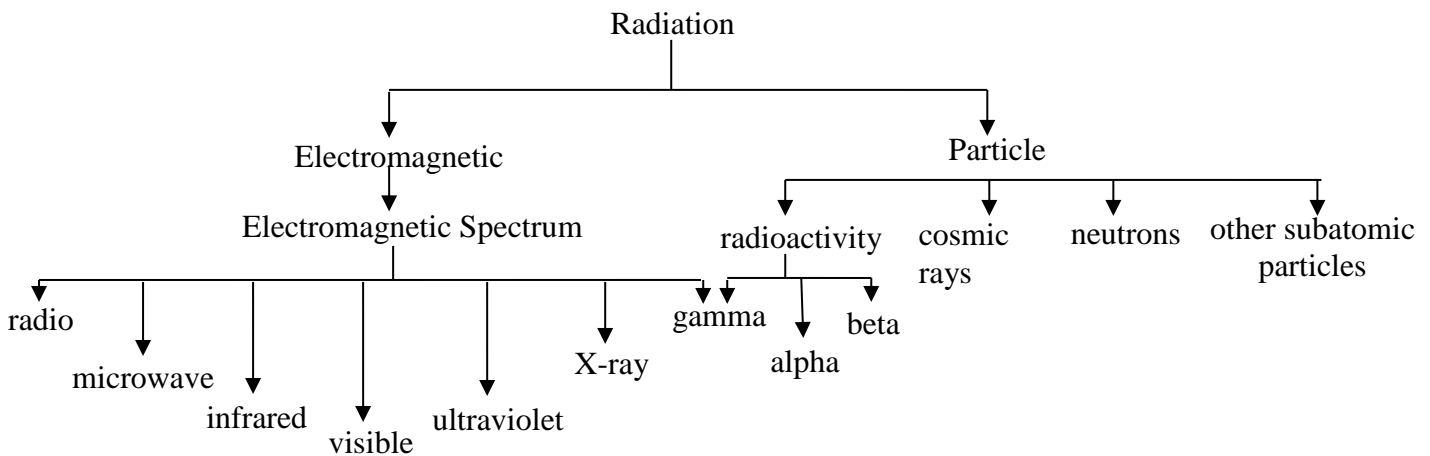 Radiation
Electromagnetic
Particle
Electromagnetic Spectrum
radioactivity
cosmic
rays
neutrons
other subatomic
particles
radio
microwave
infrared
visible
ultraviolet
X-ray
gamma
alpha
beta